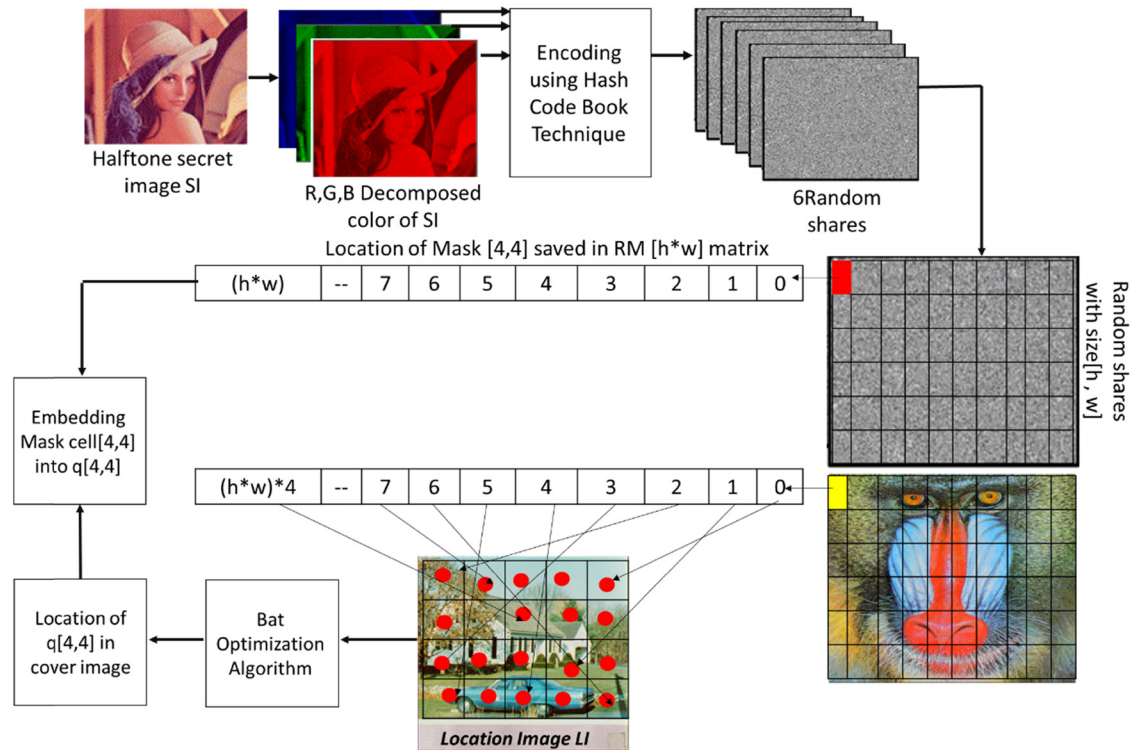 Halftone secret
image SI
R,G,B Decomposed
color of SI
Encoding
using Hash
Code Book
Technique
6Random
shares
Location of Mask [4,4] saved in RM [h*w] matrix
(h*w) -- 7 6 5 4 3 2 1 0
Random shares
with size[h , w]
Embedding
Mask cell[4,4]
into q[4,4]
(h*w)*4 -- 7 6 5 4 3 2 1 0
Location of
q[4,4] in
cover image
Bat
Optimization
Algorithm
Location Image LI